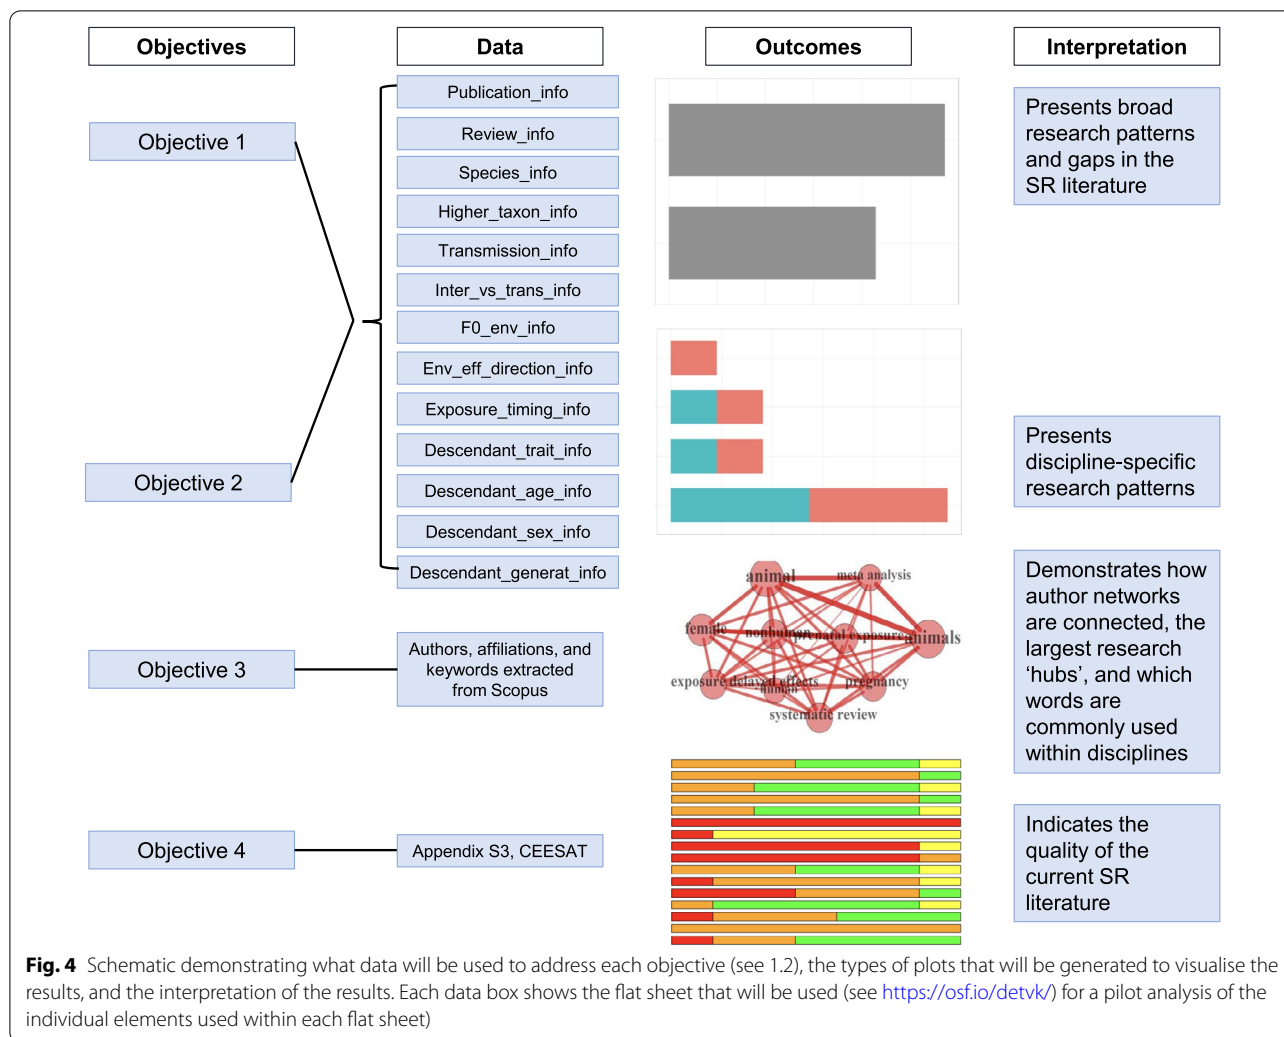 Objectives
Data
Outcomes
Interpretation
Objective 1
Objective 2
Objective 3
Objective 4
Publication_info
Review_info
Species_info
Higher_taxon_info
Transmission_info
Inter_vs_trans_info
F0_env_info
Env_eff_direction_info
Exposure_timing_info
Descendant_trait_info
Descendant_age_info
Descendant_sex_info
Descendant_generat_info
Authors, affiliations, and
keywords extracted
from Scopus
Appendix S3, CEESAT
animal
meta analysis
female
nonhuman
prenatal exposure
animals
exposure
delayed effects
human
pregnancy
systematic review
Presents broad
research patterns
and gaps in the
SR literature
Presents
discipline-specific
research patterns
Demonstrates how
author networks
are connected, the
largest research
‘hubs’, and which
words are
commonly used
within disciplines
Indicates the
quality of the
current SR
literature
Fig. 4 Schematic demonstrating what data will be used to address each objective (see 1.2), the types of plots that will be generated to visualise the
results, and the interpretation of the results. Each data box shows the flat sheet that will be used (see https://osf.io/detvk/) for a pilot analysis of the
individual elements used within each flat sheet)